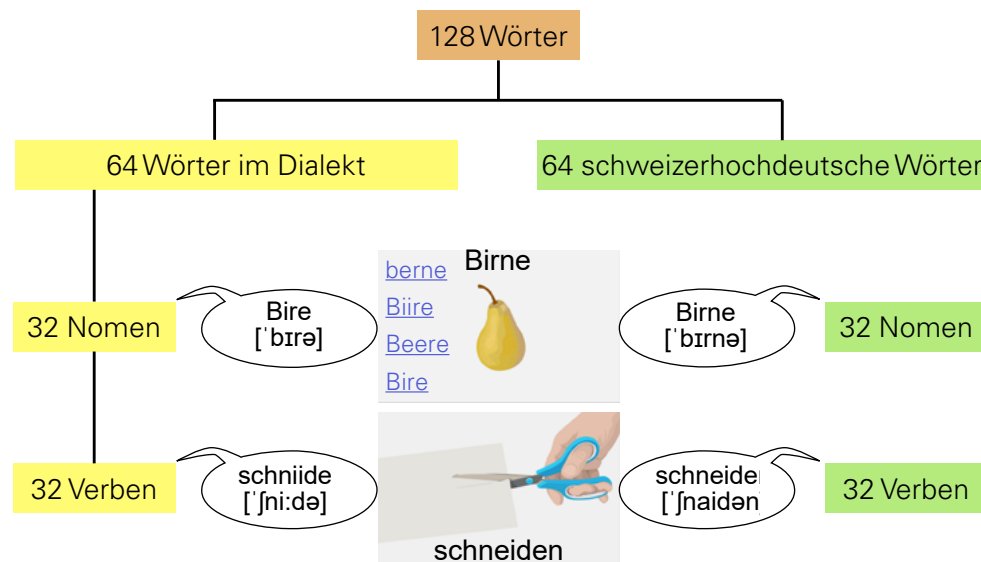 128 Wörter
64 Wörter im Dialekt
64 schweizerhochdeutsche Wörter
Birne
berne
Biire
Beere
Bire
32 Nomen
Bire
[ˈbɪrə]
Birne
[ˈbɪrnə]
32 Nomen
32 Verben
schniide
[ˈʃni:də]
schneide
[ˈʃnaidən]
32 Verben
schneiden